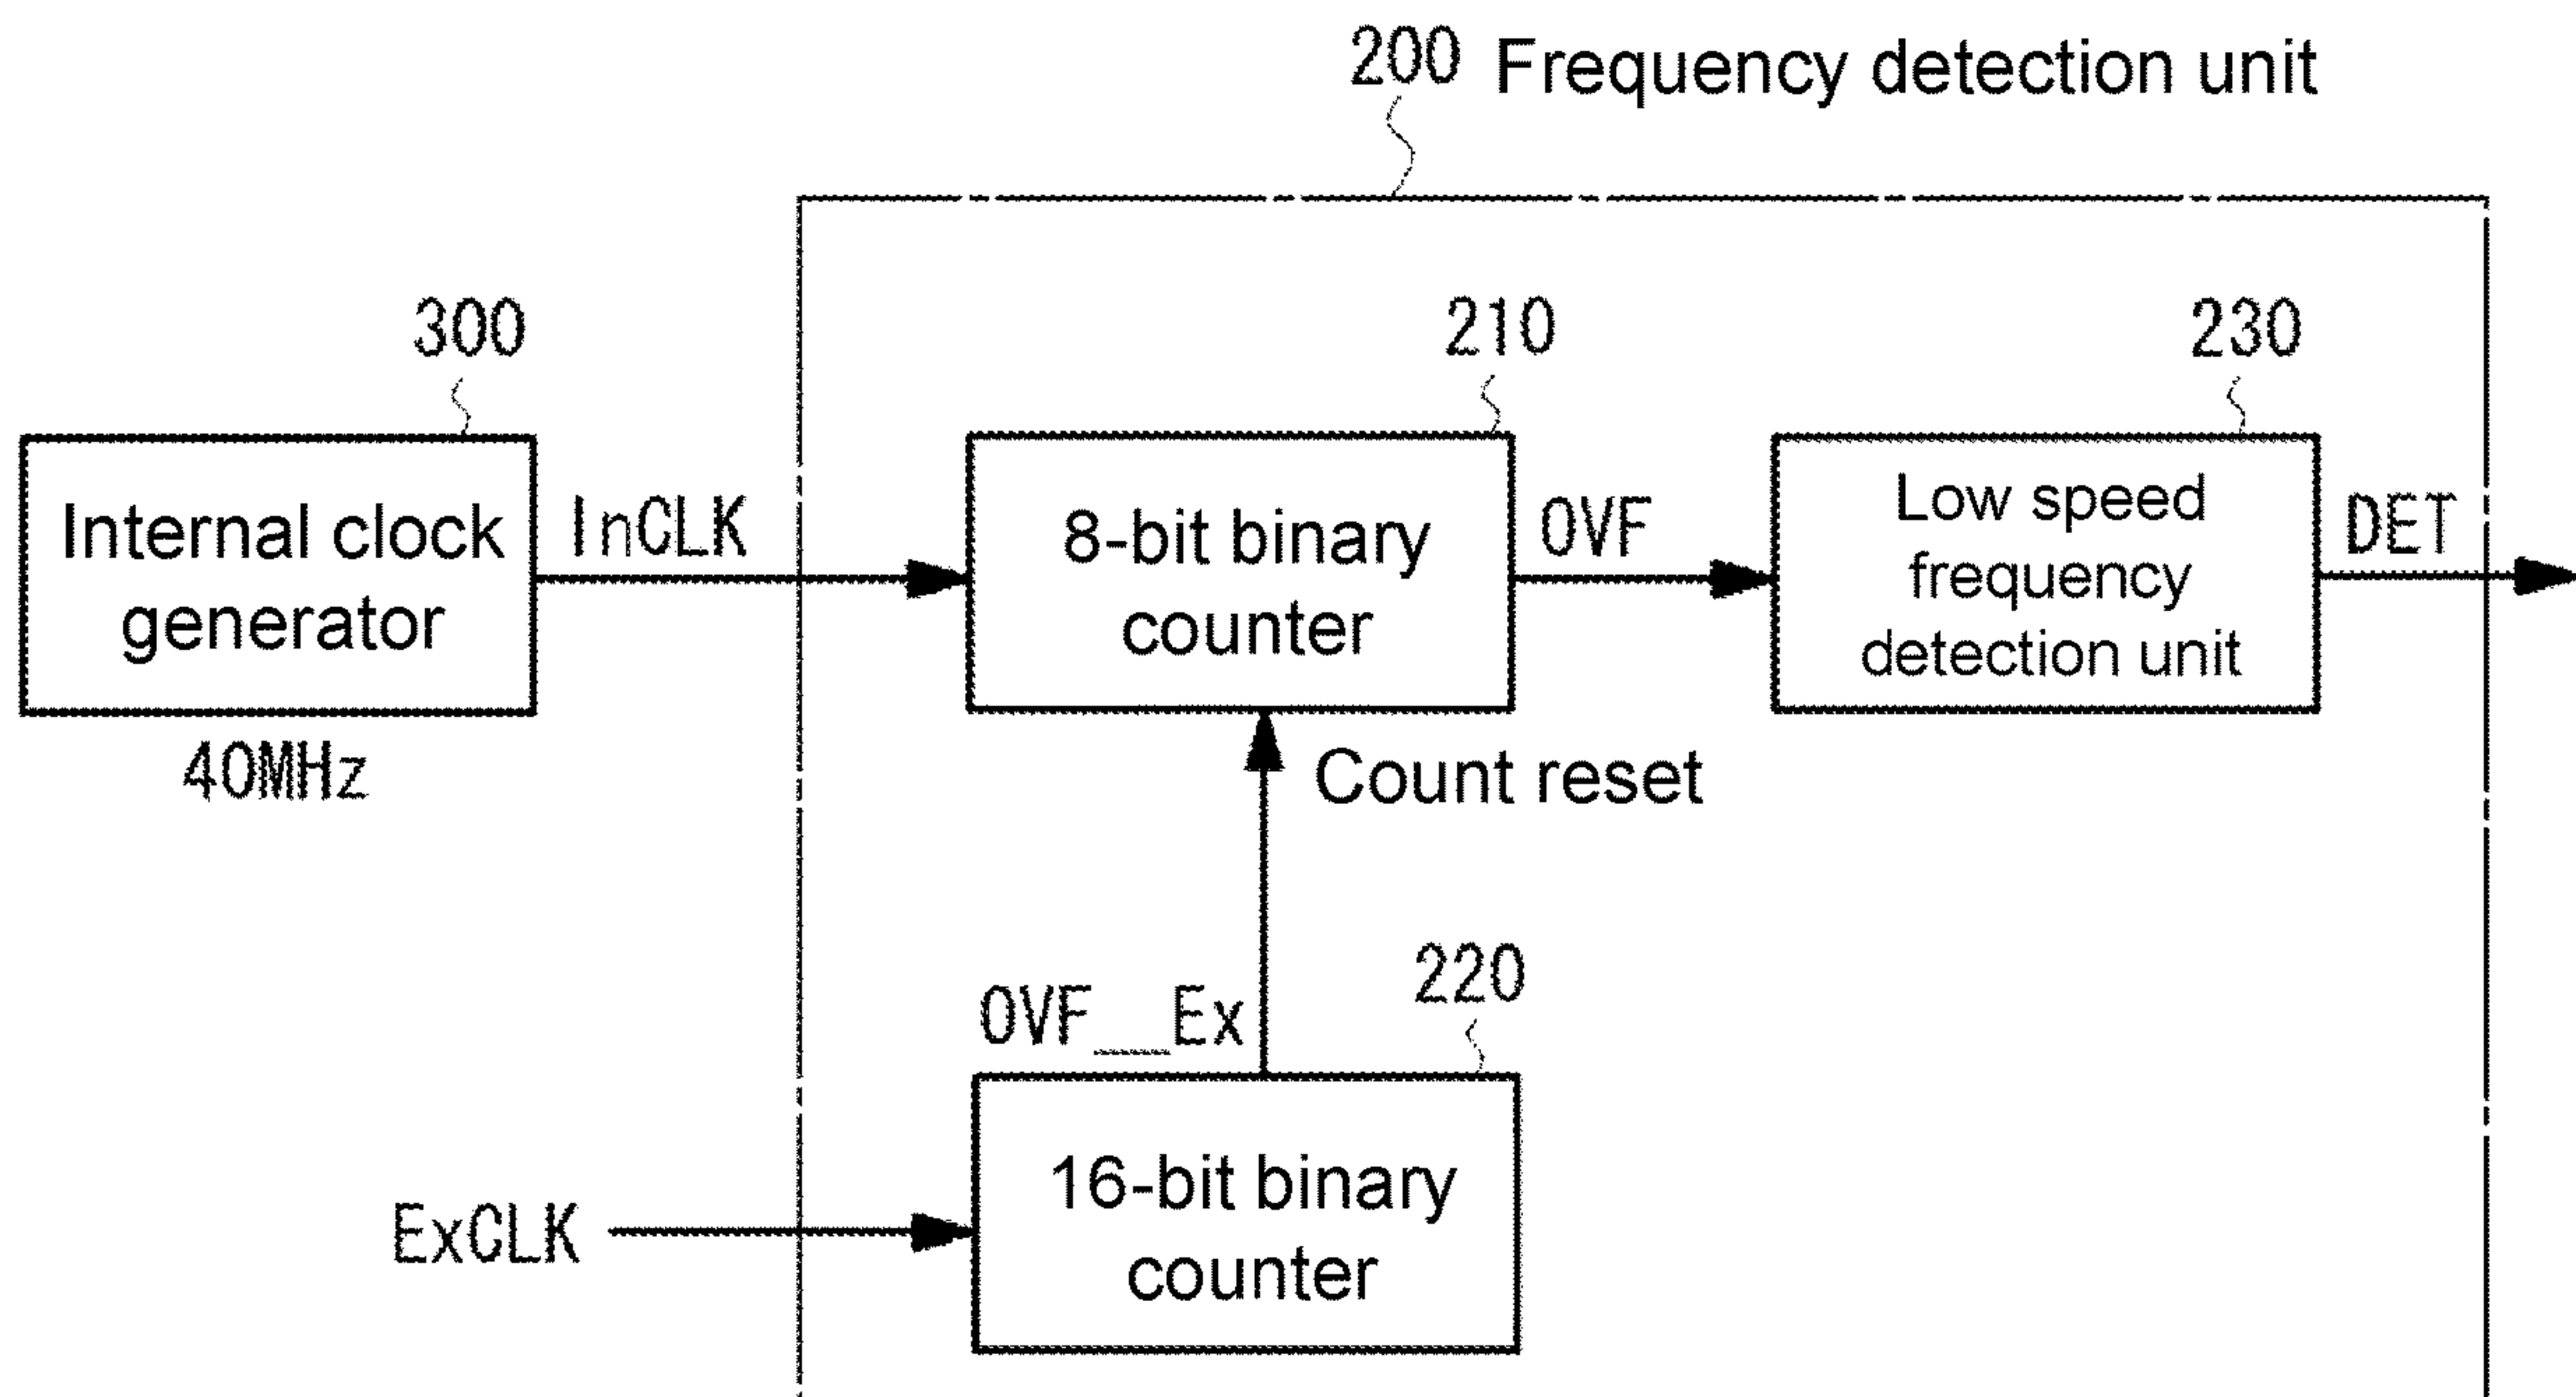 200 Frequency detection unit
300
210
230
Internal clock
generator
InCLK
8-bit binary
counter
OVF
Low speed
frequency
detection unit
DET
40MHz
Count reset
OVF__Ex
220
ExCLK
16-bit binary
counter